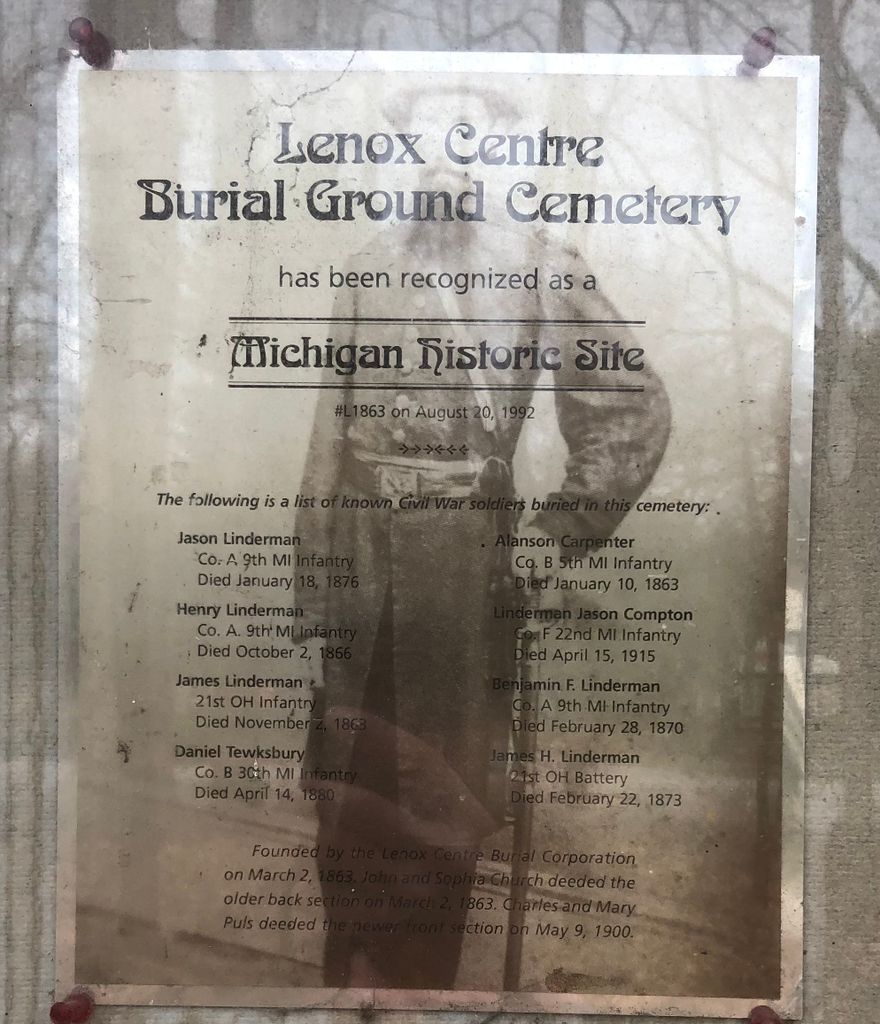 Lenox Centre
Burial Ground Cemetery
has been recognized as a
Michigan Historic Site
#L1863 on August 20, 1992
The following is a list of known Civil War soldiers buried in this cemetery:
Jason Linderman
Co. A 9th MI Infantry
Died January 18, 1876
Henry Linderman
Co. A. 9th MI Infantry
Died October 2, 1866
James Linderman
21st OH Infantry
Died November 2, 1863
Daniel Tewksbury
Co. B 30th MI Infantry
Died April 14, 1880
Alanson Carpenter
Co. B 5th MI Infantry
Died January 10, 1863
Linderman Jason Compton
Co. F 22nd MI Infantry
Died April 15, 1915
Benjamin F. Linderman
Co. A 9th MI Infantry
Died February 28, 1870
James H. Linderman
21st OH Battery
Died February 22, 1873
Founded by the Lenox Centre Burial Corporation
on March 2, 1863. John and Sophia Church deeded the
older back section on March 2, 1863. Charles and Mary
Puls deeded the newer front section on May 9, 1900.